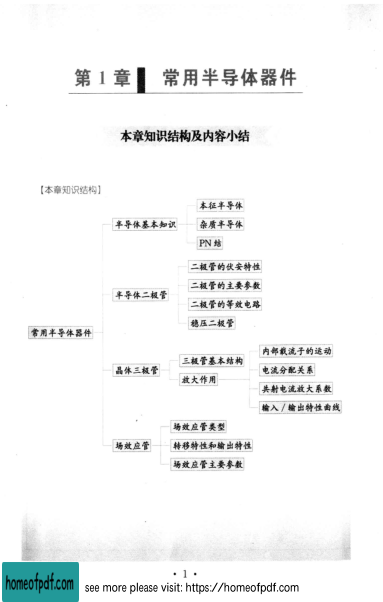 第 1 章 常用半导体器件
本章知识结构及内容小结
【本章知识结构】
本征半导体
半导体基本知识
杂质半导体
PN 结
二极管的伏安特性
二极管的主要参数
半导体二极管
二极管的等效电路
稳压二极管
常用半导体器件
内部载流子的运动
三极管基本结构
电流分配关系
晶体三极管
放大作用
共射电流放大系数
输入/输出特性曲线
场效应管类型
场效应管
转移特性和输出特性
场效应管主要参数
· 1 ·
homeofpdf.com
see more please visit: https://homeofpdf.com